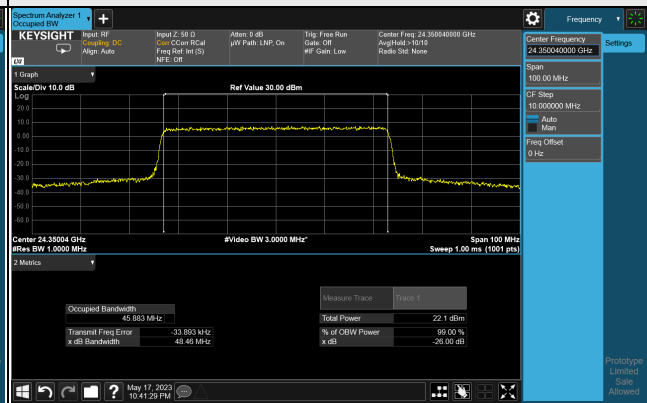 Spectrum Analyzer 1
Occupied BW
Frequency
KEYSIGHT
Input: RF
Coupling: DC
Align: Auto
Input Z: 50 Ω
Corr CCorr RCal
Freq Ref: Int (S)
NFE: Off
Atten: 0 dB
µW Path: LNP, On
Trig: Free Run
Gate: Off
#IF Gain: Low
Center Freq: 24.350040000 GHz
Avg|Hold:>10/10
Radio Std: None
LXI
Center Frequency
24.350040000 GHz
Settings
Span
100.00 MHz
CF Step
10.000000 MHz
Auto
Man
Freq Offset
0 Hz
1 Graph
Scale/Div 10.0 dB
Ref Value 30.00 dBm
Log
20.0
10.0
0.00
-10.0
-20.0
-30.0
-40.0
-50.0
-60.0
Center 24.35004 GHz
#Video BW 3.0000 MHz*
Span 100 MHz
#Res BW 1.0000 MHz
Sweep 1.00 ms (1001 pts)
2 Metrics
Measure Trace
Trace 1
Occupied Bandwidth
45.883 MHz
Total Power
22.1 dBm
Transmit Freq Error
-33.893 kHz
% of OBW Power
99.00 %
x dB Bandwidth
48.46 MHz
x dB
-26.00 dB
Prototype
Limited
Sale
Allowed
May 17, 2023
10:41:29 PM